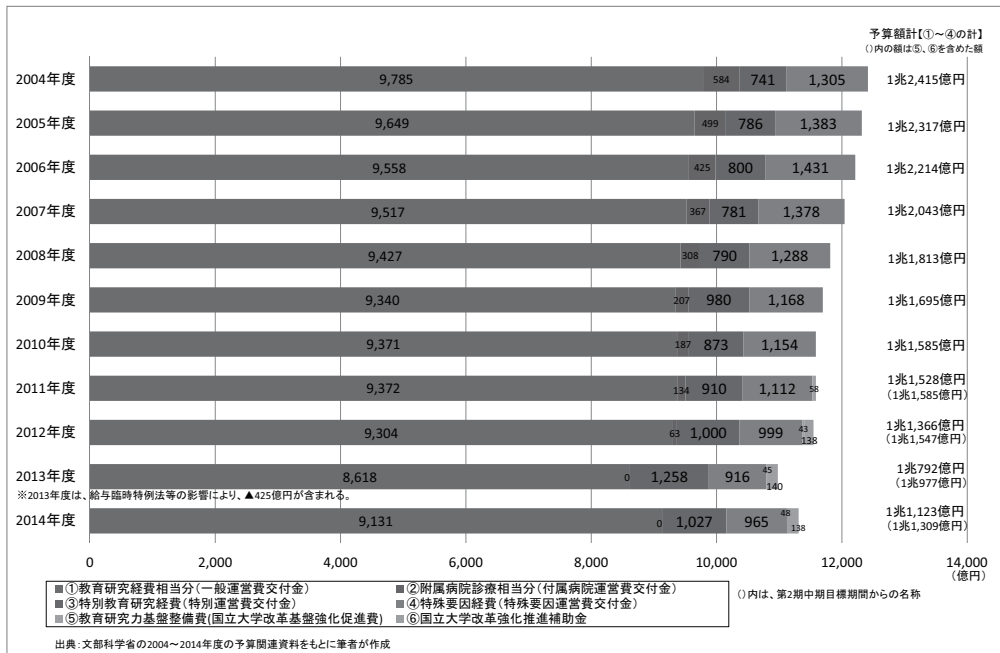 予算額計【①～④の計】
()内の額は⑤、⑥を含めた額
2004年度 9,785 584 741 1,305 1兆2,415億円
2005年度 9,649 499 786 1,383 1兆2,317億円
2006年度 9,558 425 800 1,431 1兆2,214億円
2007年度 9,517 367 781 1,378 1兆2,043億円
2008年度 9,427 308 790 1,288 1兆1,813億円
2009年度 9,340 207 980 1,168 1兆1,695億円
2010年度 9,371 187 873 1,154 1兆1,585億円
2011年度 9,372 134 910 1,112 58 1兆1,528億円
（1兆1,585億円）
2012年度 9,304 63 1,000 999 43 138 1兆1,366億円
（1兆1,547億円）
2013年度 8,618 0 1,258 916 45 140 1兆792億円
（1兆977億円）
※2013年度は、給与臨時特例法等の影響により、▲425億円が含まれる。
2014年度 9,131 0 1,027 965 48 138 1兆1,123億円
（1兆1,309億円）
0 2,000 4,000 6,000 8,000 10,000 12,000 14,000
（億円）
①教育研究経費相当分（一般運営費交付金） ②附属病院診療相当分（付属病院運営費交付金）
③特別教育研究経費（特別運営費交付金） ④特殊要因経費（特殊要因運営費交付金）
⑤教育研究力基盤整備費(国立大学改革基盤強化促進費) ⑥国立大学改革強化推進補助金
()内は、第2期中期目標期間からの名称
出典：文部科学省の2004～2014年度の予算関連資料をもとに筆者が作成